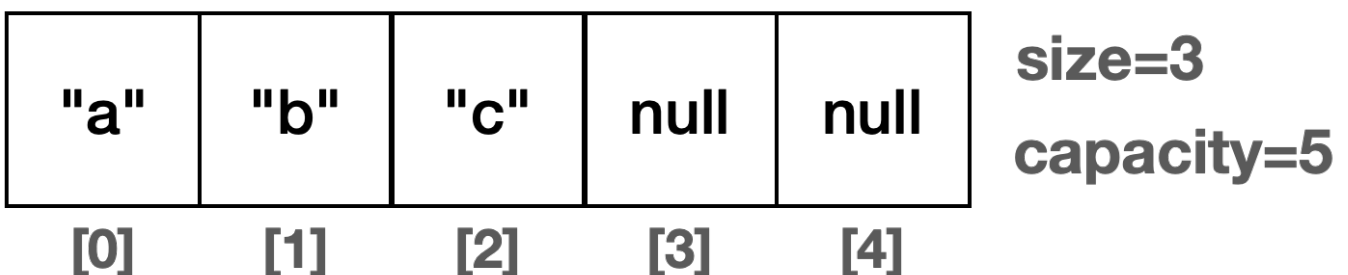 "a" "b" "c" null null
[0] [1] [2] [3] [4]
size=3
capacity=5